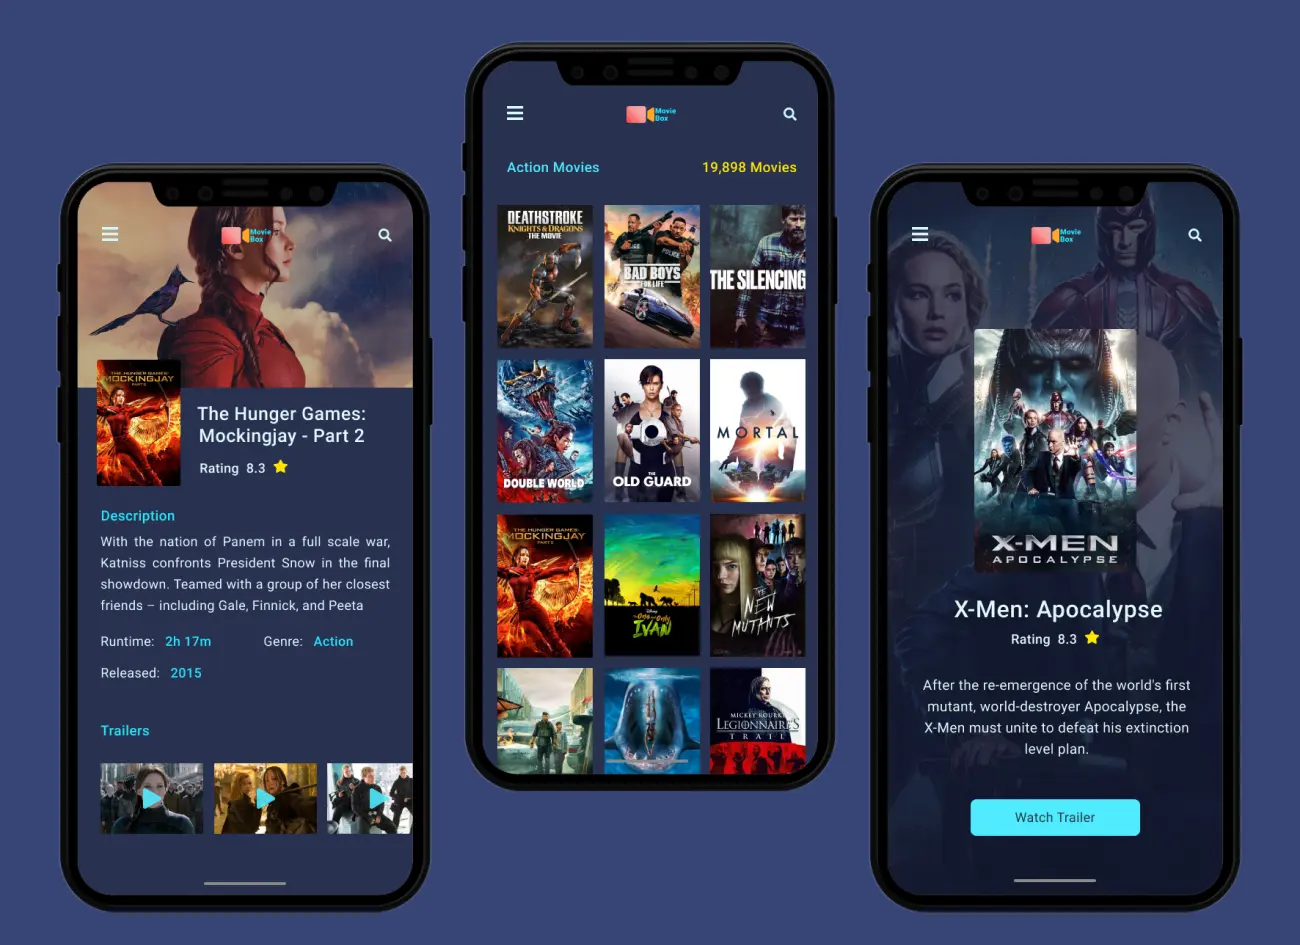 Movie
Box
The Hunger Games:
Mockingjay - Part 2
Rating 8.3
THE HUNGER GAMES:
MOCKINGJAY
PART 2
Description
With the nation of Panem in a full scale war,
Katniss confronts President Snow in the final
showdown. Teamed with a group of her closest
friends – including Gale, Finnick, and Peeta
Runtime: 2h 17m Genre: Action
Released: 2015
Trailers
Movie
Box
Action Movies 19,898 Movies
DEATHSTROKE
KNIGHTS & DRAGONS
THE MOVIE
POLICE
BAD BOYS
FOR LIFE
THE SILENCING
DOUBLE WORLD
THE
OLD GUARD
MORTAL
THE HUNGER GAMES:
MOCKINGJAY
PART 2
Disney
The One and Only
IVAN
THE
NEW
MUTANTS
MICKEY ROURKE
LEGIONNAIRE'S
TRAIL
Movie
Box
X-MEN
APOCALYPSE
X-Men: Apocalypse
Rating 8.3
After the re-emergence of the world's first
mutant, world-destroyer Apocalypse, the
X-Men must unite to defeat his extinction
level plan.
Watch Trailer